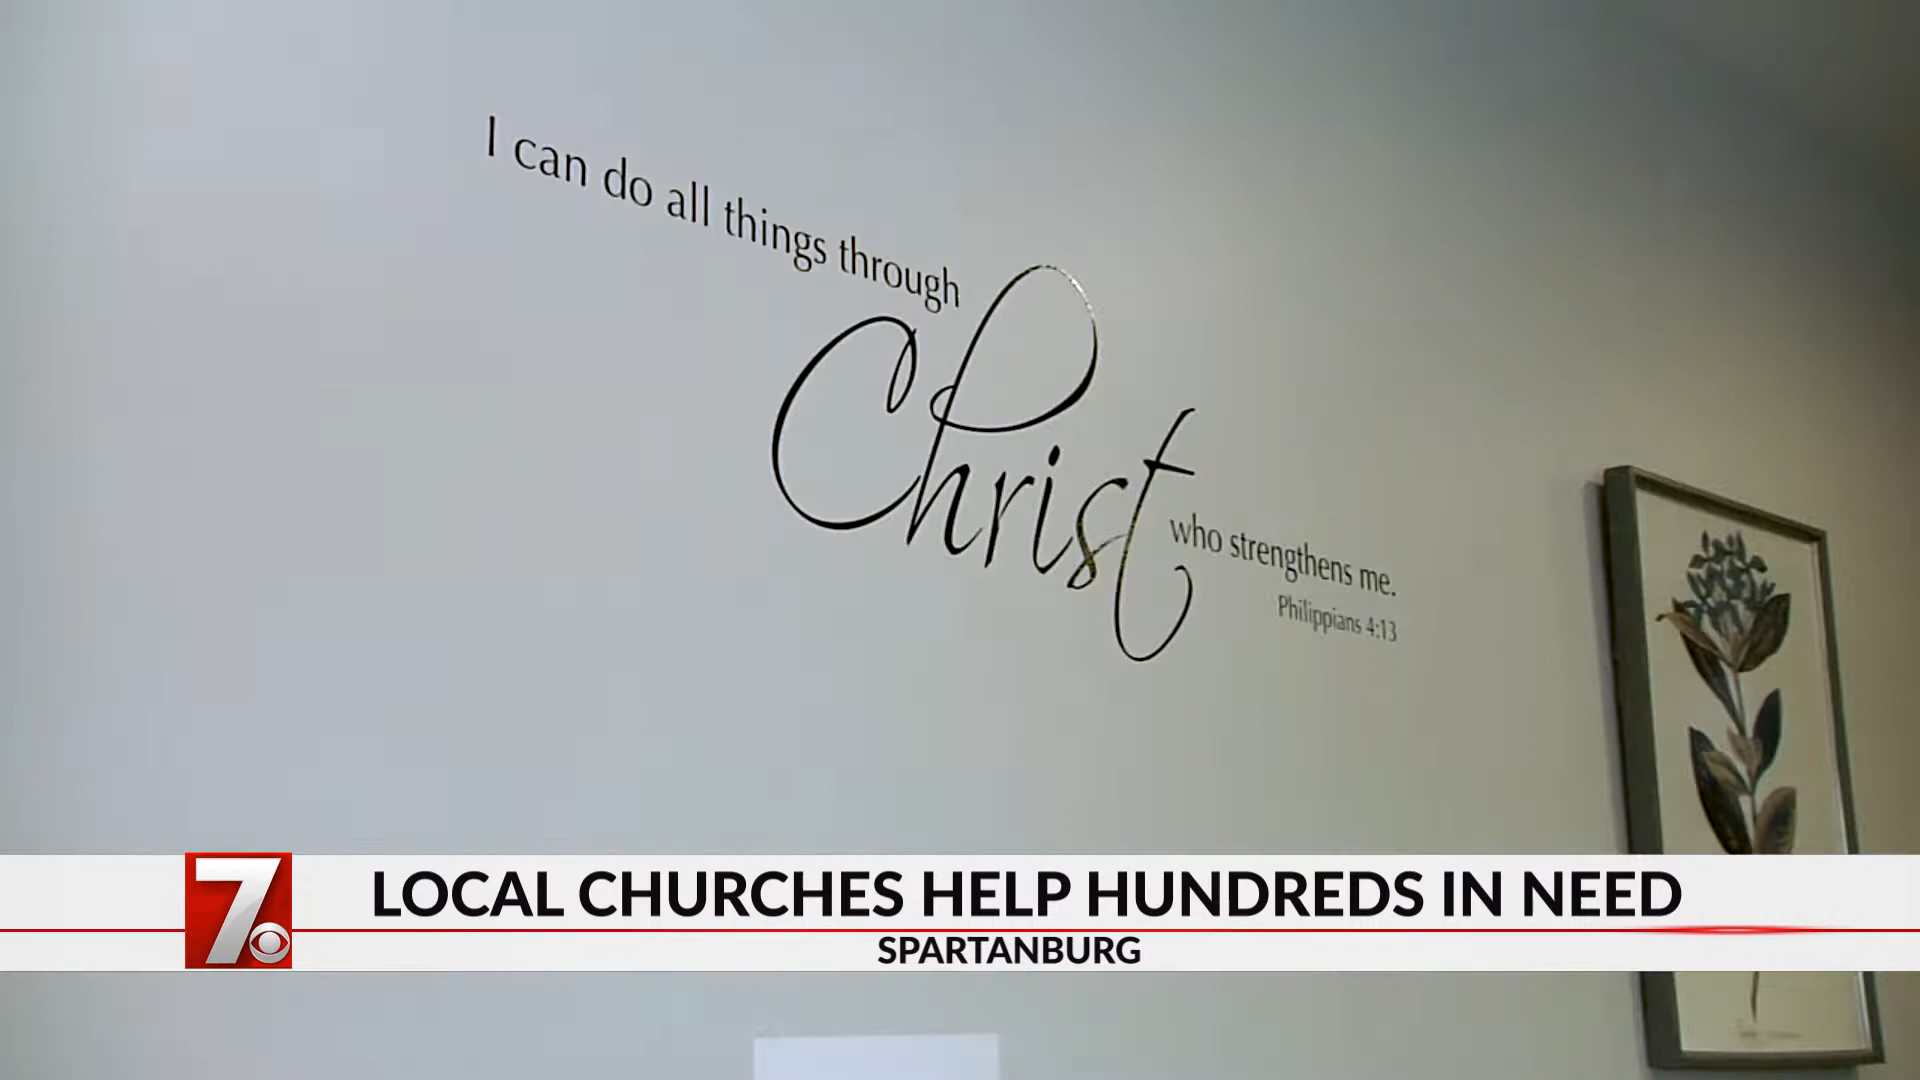 I can do all things through
Christ
who strengthens me.
Philippians 4:13
7
LOCAL CHURCHES HELP HUNDREDS IN NEED
SPARTANBURG